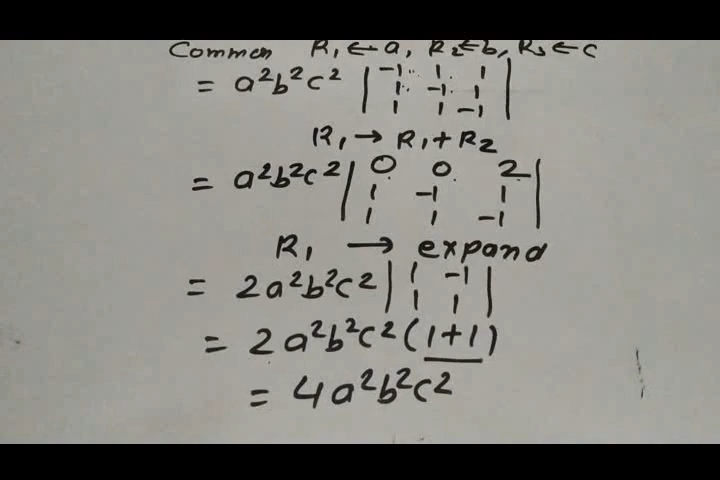 Common R₁ ← a, R₂ ← b, R₃ ← c
= a²b²c² | -1 1 1 |
1 -1 1
1 1 -1
R₁ → R₁ + R₂
= a²b²c² | 0 0 2 |
1 -1 1
1 1 -1
R₁ → expand
= 2a²b²c² | 1 -1 |
1 1
= 2a²b²c² (1+1)
= 4a²b²c²